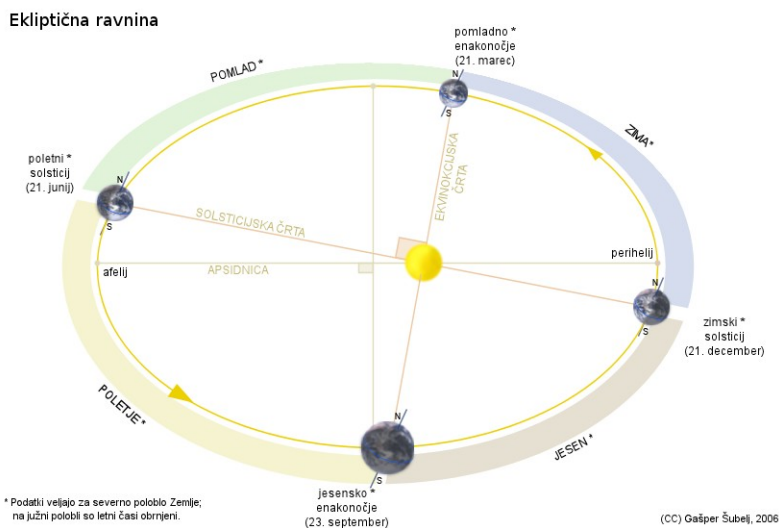 Ekliptična ravnina
pomladno *
enakonočje
(21. marec)
POMLAD *
N
S
ZIMA*
poletni *
solsticij
(21. junij)
N
S
SOLSTICIJSKA ČRTA
EKVINOKCIJSKA
ČRTA
afelij
APSIDNICA
perihelij
N
S
zimski *
solsticij
(21. december)
POLETJE *
N
S
JESEN *
jesensko *
enakonočje
(23. september)
* Podatki veljajo za severno poloblo Zemlje;
na južni polobli so letni časi obrnjeni.
(CC) Gašper Šubelj, 2006